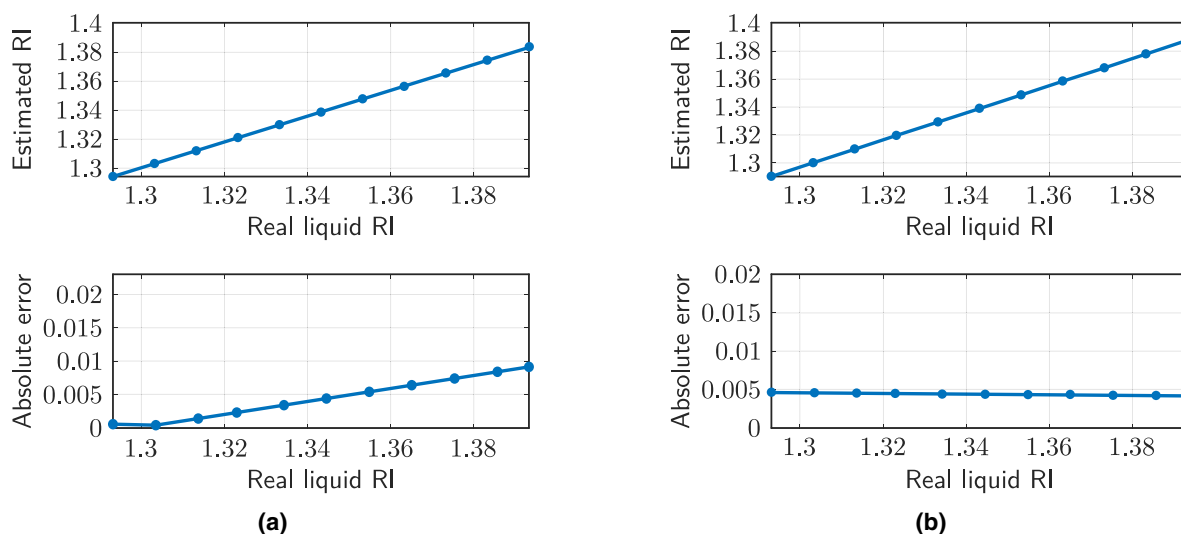 Estimated RI
1.4
1.38
1.36
1.34
1.32
1.3
1.3 1.32 1.34 1.36 1.38
Real liquid RI
Absolute error
0.02
0.015
0.01
0.005
0
1.3 1.32 1.34 1.36 1.38
Real liquid RI
(a)
Estimated RI
1.4
1.38
1.36
1.34
1.32
1.3
1.3 1.32 1.34 1.36 1.38
Real liquid RI
Absolute error
0.02
0.015
0.01
0.005
0
1.3 1.32 1.34 1.36 1.38
Real liquid RI
(b)